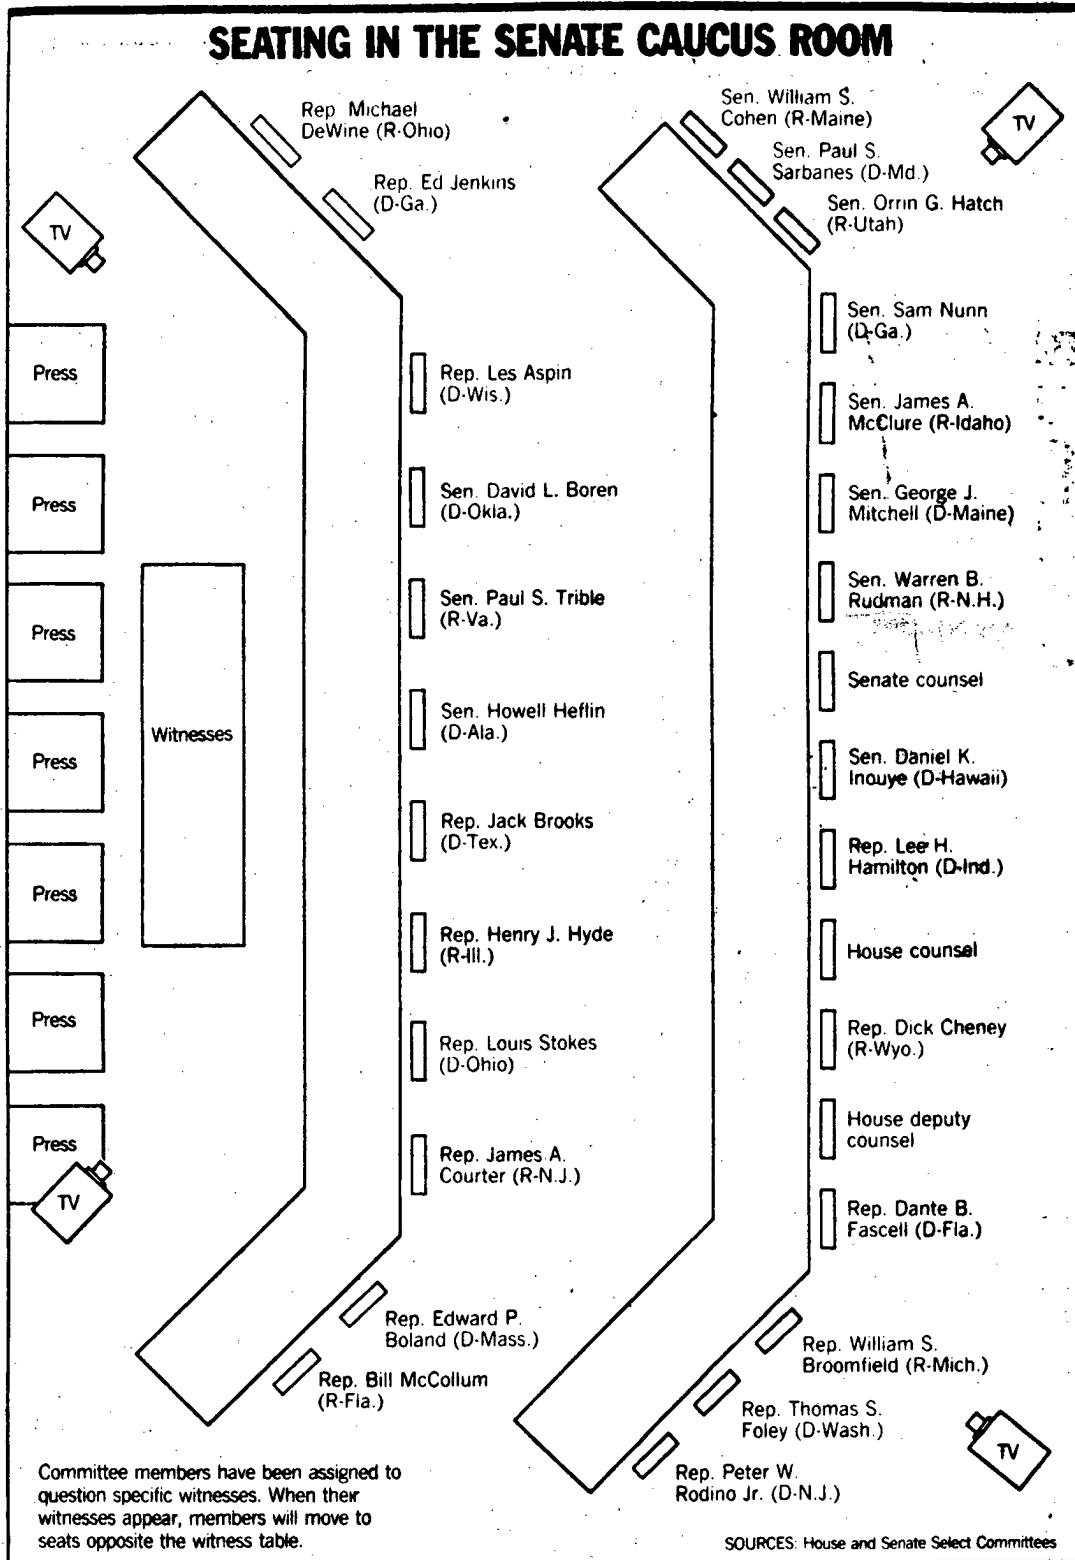 SEATING IN THE SENATE CAUCUS ROOM
Rep. Michael
DeWine (R-Ohio)
Rep. Ed Jenkins
(D-Ga.)
Rep. Les Aspin
(D-Wis.)
Sen. David L. Boren
(D-Okla.)
Sen. Paul S. Trible
(R-Va.)
Sen. Howell Heflin
(D-Ala.)
Rep. Jack Brooks
(D-Tex.)
Rep. Henry J. Hyde
(R-Ill.)
Rep. Louis Stokes
(D-Ohio)
Rep. James A.
Courter (R-N.J.)
Rep. Edward P.
Boland (D-Mass.)
Rep. Bill McCollum
(R-Fla.)
Sen. William S.
Cohen (R-Maine)
Sen. Paul S.
Sarbanes (D-Md.)
Sen. Orrin G. Hatch
(R-Utah)
Sen. Sam Nunn
(D-Ga.)
Sen. James A.
McClure (R-Idaho)
Sen. George J.
Mitchell (D-Maine)
Sen. Warren B.
Rudman (R-N.H.)
Senate counsel
Sen. Daniel K.
Inouye (D-Hawaii)
Rep. Lee H.
Hamilton (D-Ind.)
House counsel
Rep. Dick Cheney
(R-Wyo.)
House deputy
counsel
Rep. Dante B.
Fascell (D-Fla.)
Rep. William S.
Broomfield (R-Mich.)
Rep. Thomas S.
Foley (D-Wash.)
Rep. Peter W.
Rodino Jr. (D-N.J.)
TV
TV
Press
Press
Press
Press
Press
Press
Press
Witnesses
TV
TV
Committee members have been assigned to
question specific witnesses. When their
witnesses appear, members will move to
seats opposite the witness table.
SOURCES: House and Senate Select Committees